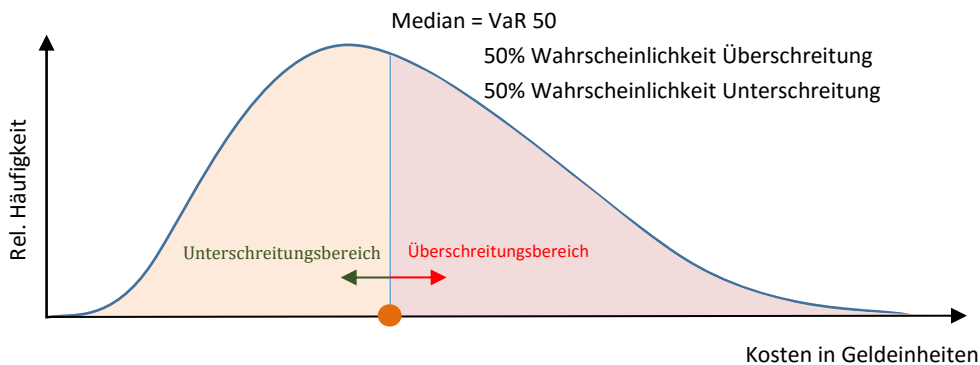 Median = VaR 50
50% Wahrscheinlichkeit Überschreitung
50% Wahrscheinlichkeit Unterschreitung
Rel. Häufigkeit
Unterschreitungsbereich
Überschreitungsbereich
Kosten in Geldeinheiten